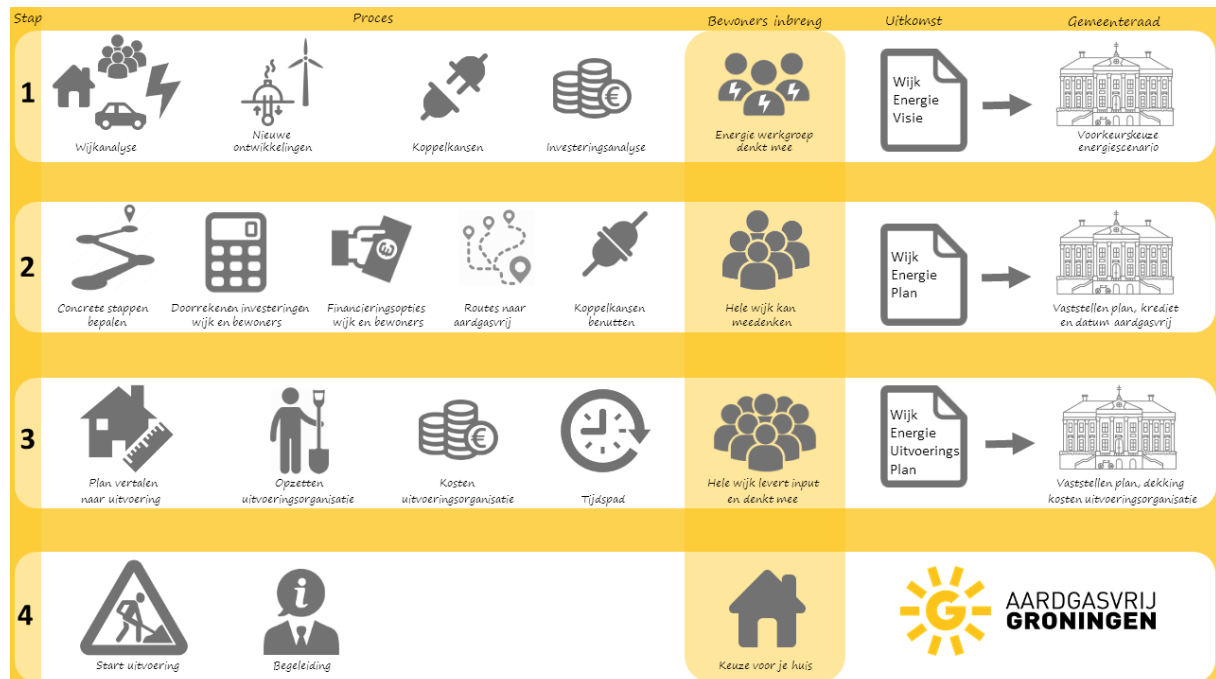 Stap
Proces
Bewoners inbreng
Uitkomst
Gemeenteraad
1
Wijkanalyse
Nieuwe
ontwikkelingen
Koppelkansen
Investeringsanalyse
Energie werkgroep
denkt mee
Wijk
Energie
Visie
Voorkeurskeuze
energiescenario
2
Concrete stappen
bepalen
Doorrekenen investeringen
wijk en bewoners
Financieringsopties
wijk en bewoners
Routes naar
aardgasvrij
Koppelkansen
benutten
Hele wijk kan
meedenken
Wijk
Energie
Plan
Vaststellen plan, krediet
en datum aardgasvrij
3
Plan vertalen
naar uitvoering
Opzetten
uitvoeringsorganisatie
Kosten
uitvoeringsorganisatie
Tijdspad
Hele wijk levert input
en denkt mee
Wijk
Energie
Uitvoerings
Plan
Vaststellen plan, dekking
kosten uitvoeringsorganisatie
4
Start uitvoering
Begeleiding
Keuze voor je huis
G
AARDGASVRIJ
GRONINGEN